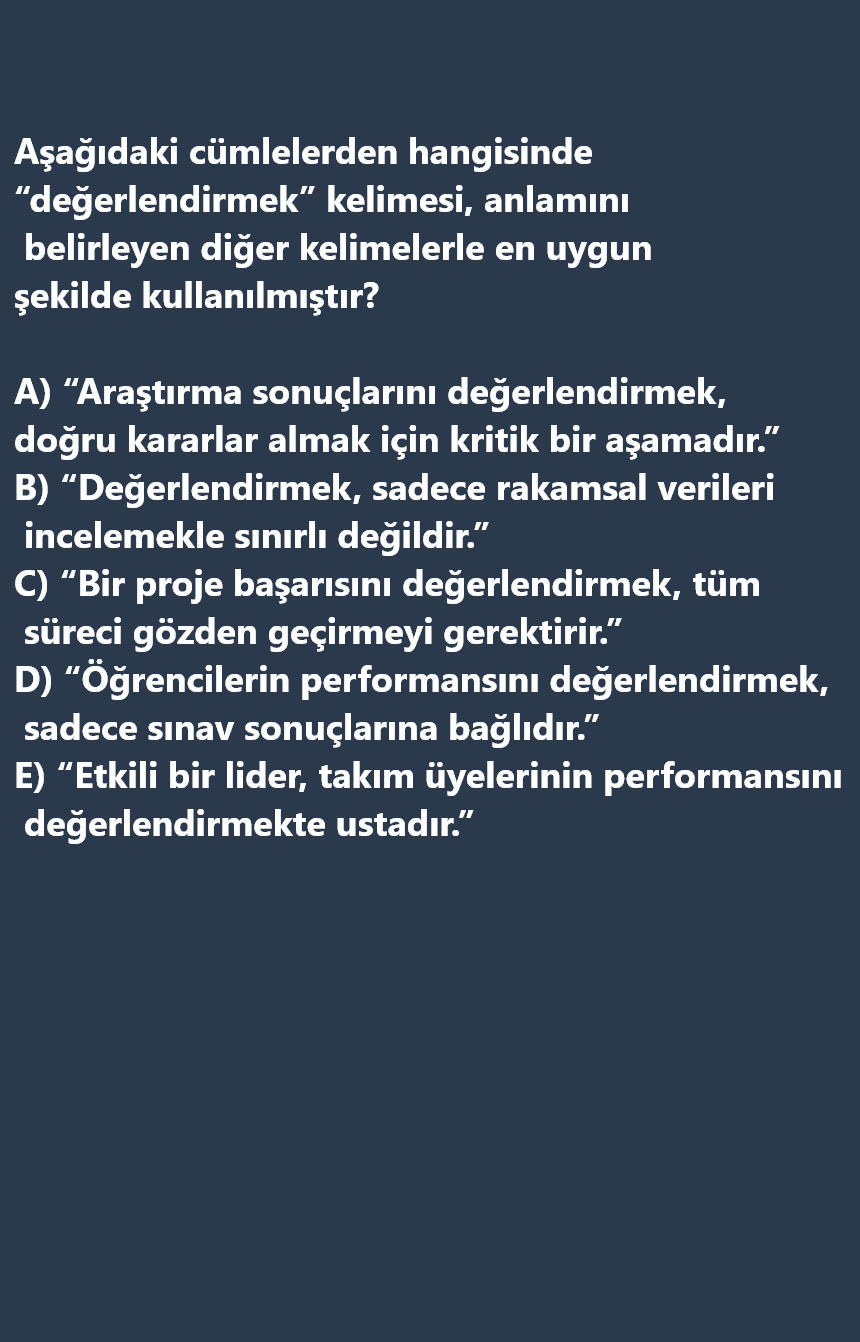 Aşağıdaki cümlelerden hangisinde
“değerlendirmek” kelimesi, anlamını
belirleyen diğer kelimelerle en uygun
şekilde kullanılmıştır?
A) “Araştırma sonuçlarını değerlendirmek,
doğru kararlar almak için kritik bir aşamadır.”
B) “Değerlendirmek, sadece rakamsal verileri
incelemekle sınırlı değildir.”
C) “Bir proje başarısını değerlendirmek, tüm
süreci gözden geçirmeyi gerektirir.”
D) “Öğrencilerin performansını değerlendirmek,
sadece sınav sonuçlarına bağlıdır.”
E) “Etkili bir lider, takım üyelerinin performansını
değerlendirmekte ustadır.”